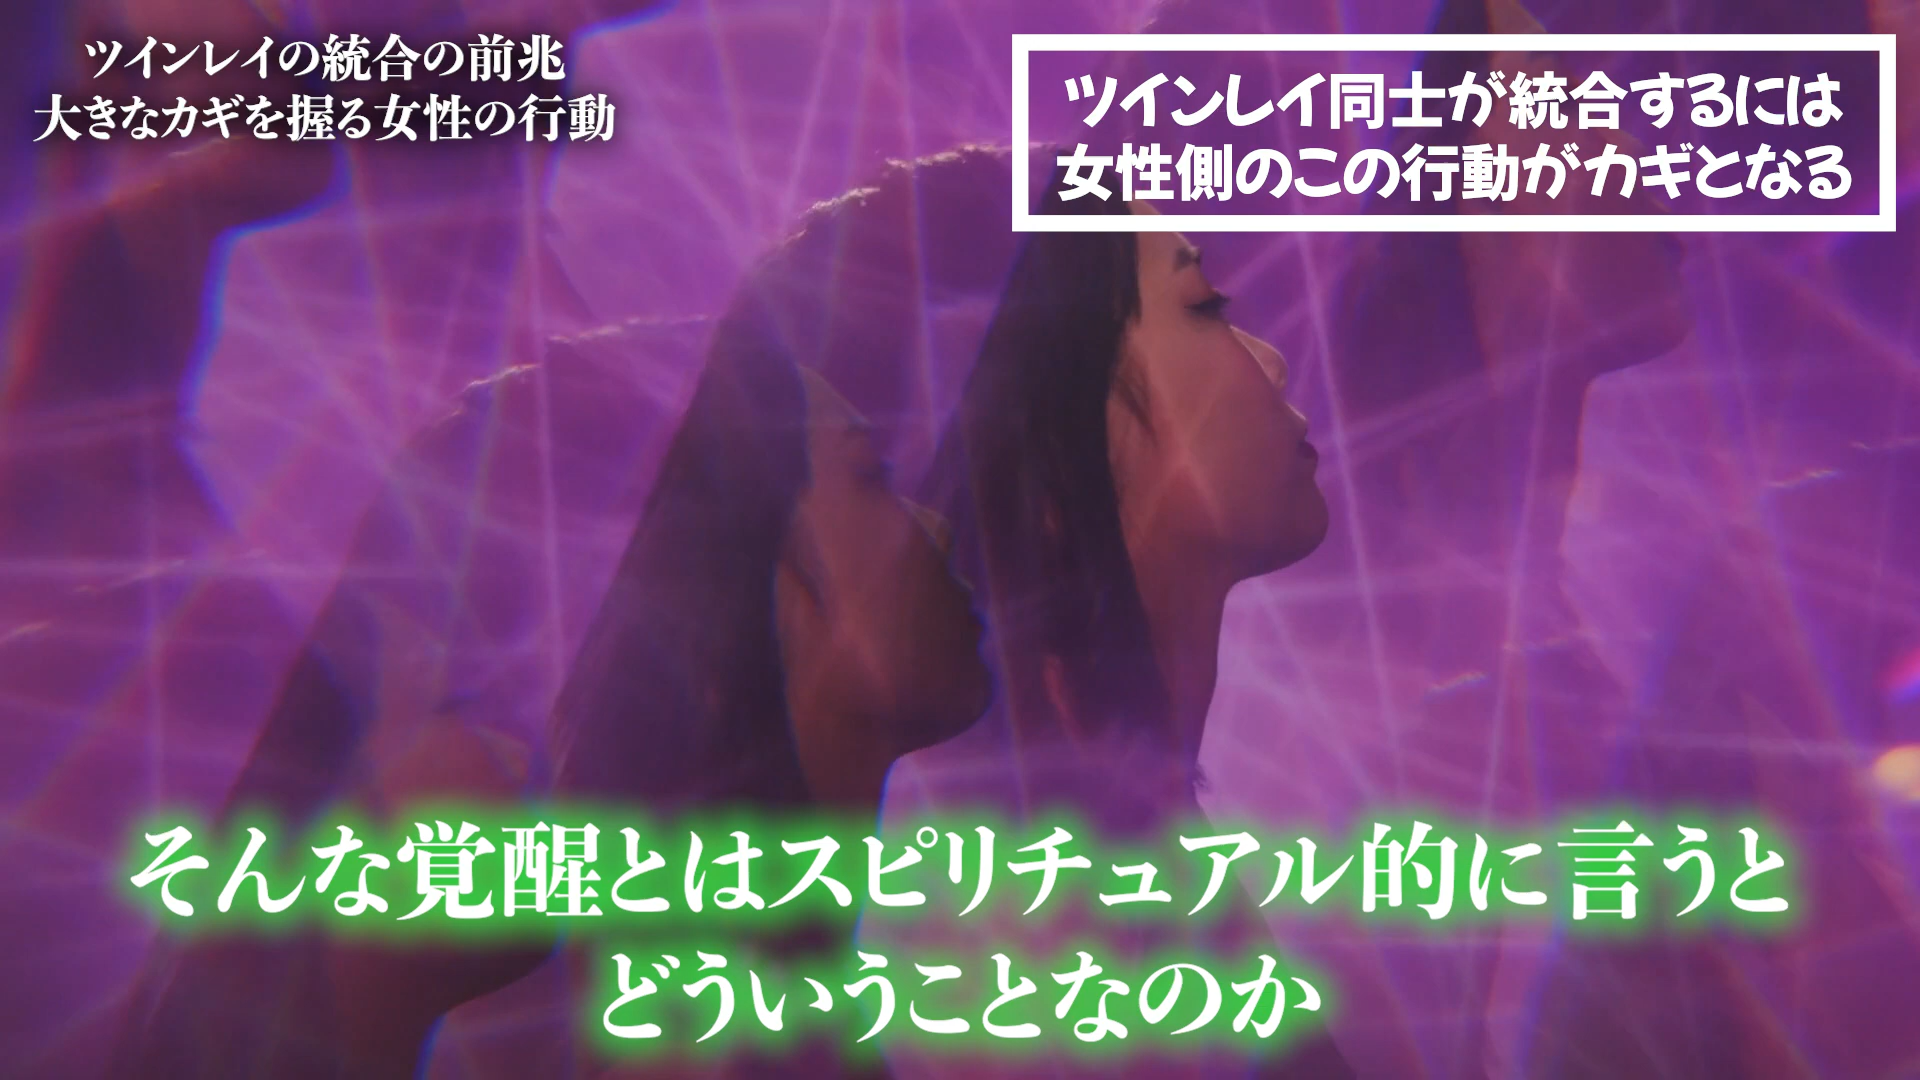 ツインレイの統合の前兆
大きなカギを握る女性の行動
ツインレイ同士が統合するには
女性側のこの行動がカギとなる
そんな覚醒とはスピリチュアル的に言うと
どういうことなのか